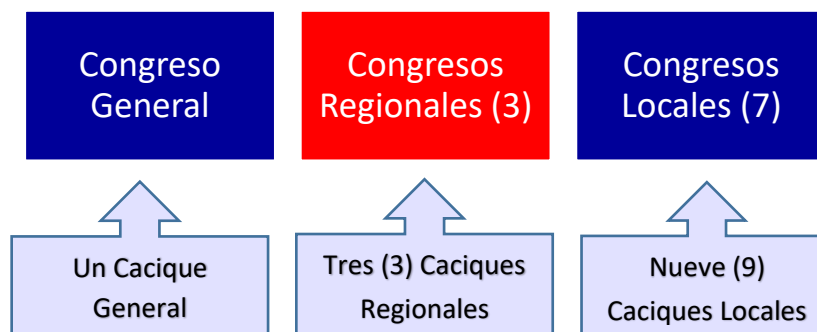 Congreso
General
Congresos
Regionales (3)
Congresos
Locales (7)
Un Cacique
General
Tres (3) Caciques
Regionales
Nueve (9)
Caciques Locales